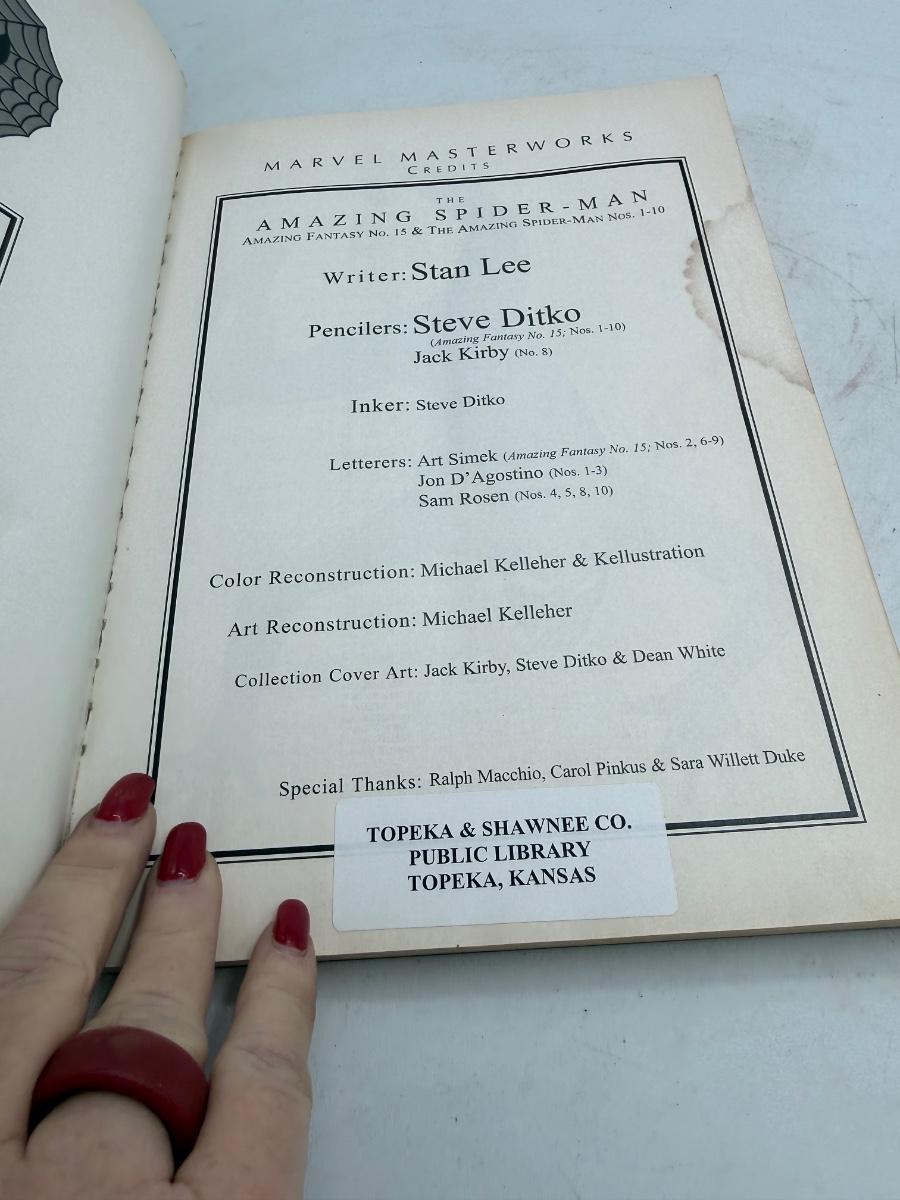 MARVEL MASTERWORKS
CREDITS
THE
AMAZING SPIDER-MAN
AMAZING FANTASY NO. 15 & THE AMAZING SPIDER-MAN NOS. 1-10
Writer: Stan Lee
Pencilers: Steve Ditko
(Amazing Fantasy No. 15; Nos. 1-10)
Jack Kirby (No. 8)
Inker: Steve Ditko
Letterers: Art Simek (Amazing Fantasy No. 15; Nos. 2, 6-9)
Jon D'Agostino (Nos. 1-3)
Sam Rosen (Nos. 4, 5, 8, 10)
Color Reconstruction: Michael Kelleher & Kellustration
Art Reconstruction: Michael Kelleher
Collection Cover Art: Jack Kirby, Steve Ditko & Dean White
Special Thanks: Ralph Macchio, Carol Pinkus & Sara Willett Duke
TOPEKA & SHAWNEE CO.
PUBLIC LIBRARY
TOPEKA, KANSAS